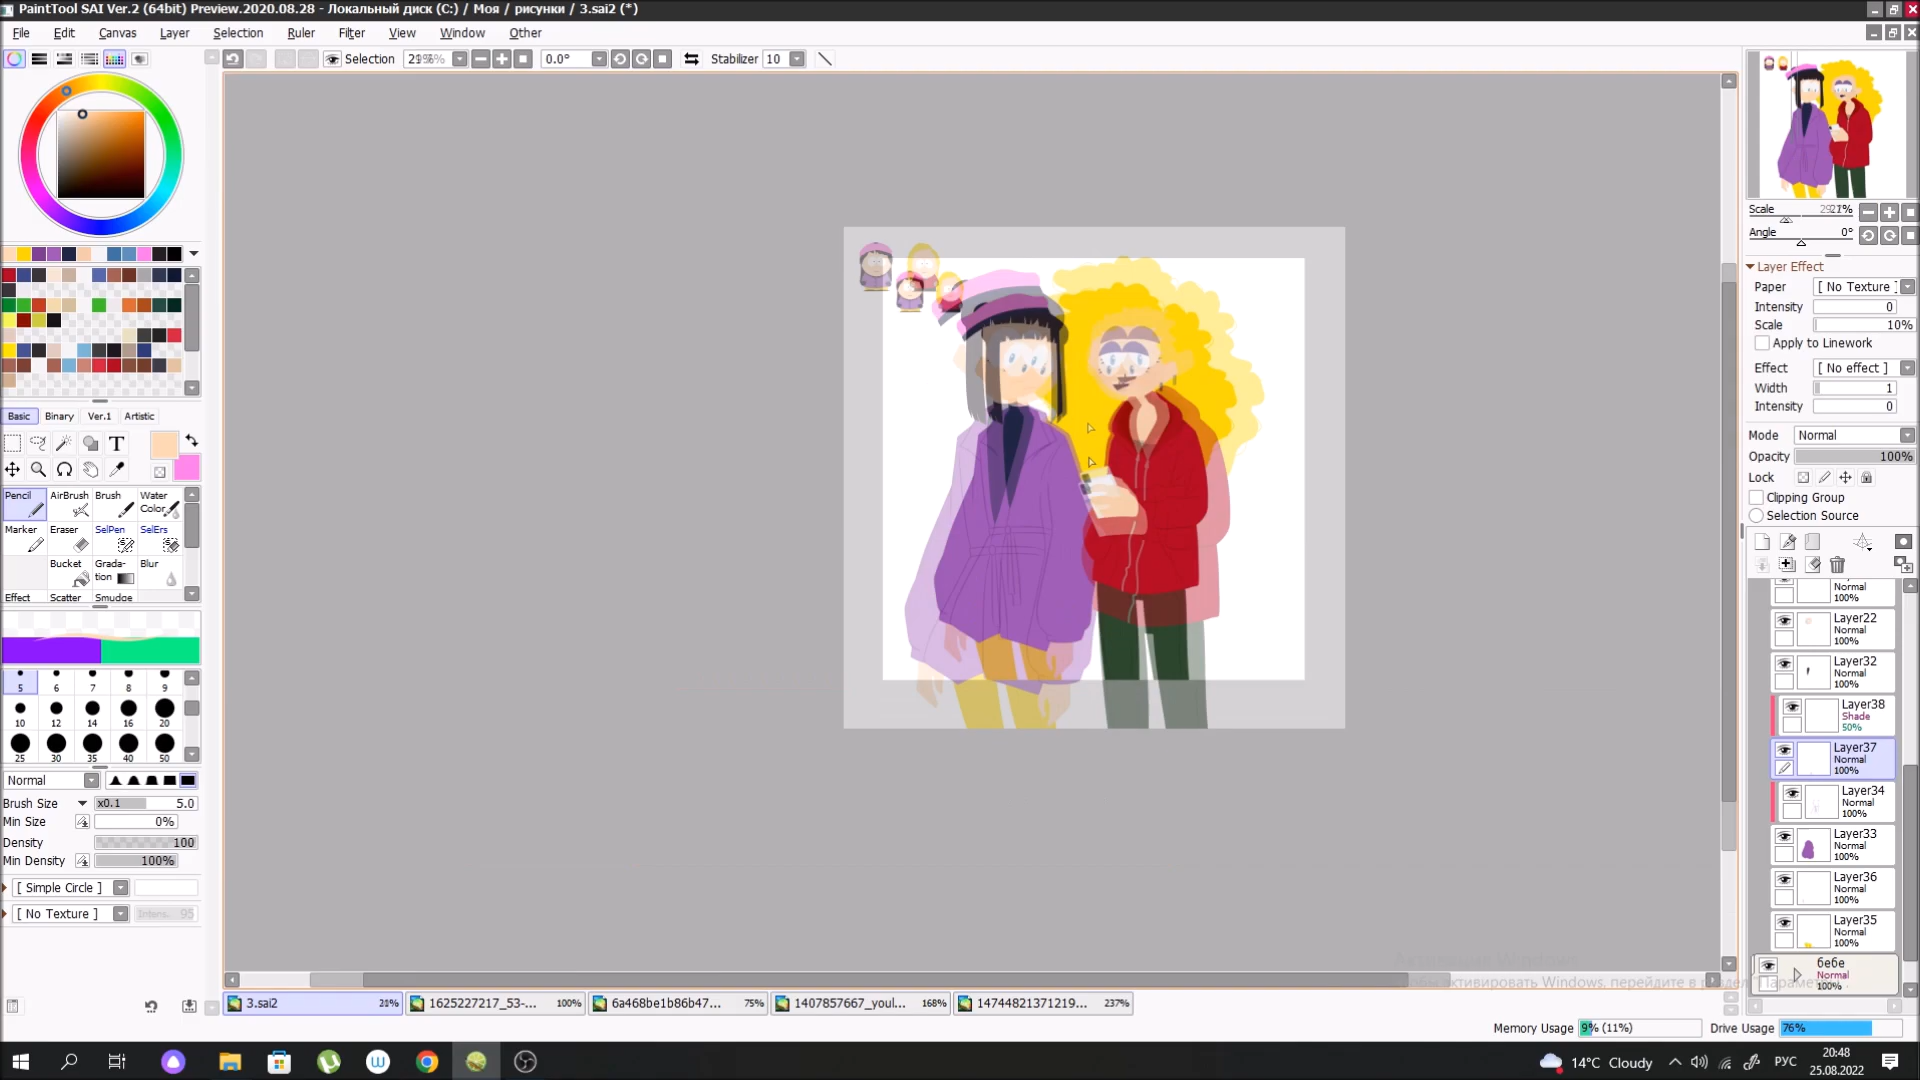 PaintTool SAI Ver.2 (64bit) Preview.2020.08.28 - Локальный диск (C:) / Моя / рисунки / 3.sai2 (*)
File Edit Canvas Layer Selection Ruler Filter View Window Other
Selection 0.0° Stabilizer 10
Scale
Angle 0°
Layer Effect
Paper [ No Texture ]
Intensity 0
Scale 10%
Apply to Linework
Effect [ No effect ]
Width 1
Intensity 0
Mode Normal
Opacity 100%
Lock
Clipping Group
Selection Source
Basic Binary Ver.1 Artistic
T
Pencil AirBrush Brush Water Color
Marker Eraser SelPen SelErs
Bucket Grada-tion Blur
Effect Scatter Smudge
5 6 7 8 9
10 12 14 16 20
25 30 35 40 50
Normal
Brush Size x0.1 5.0
Min Size 0%
Density 100
Min Density 100%
[ Simple Circle ]
[ No Texture ] Intens.. 95
Normal
100%
Layer22
Normal
100%
Layer32
Normal
100%
Layer38
Shade
50%
Layer37
Normal
100%
Layer34
Normal
100%
Layer33
Normal
100%
Layer36
Normal
100%
Layer35
Normal
100%
бебе
Normal
100%
активировать Windows, перейдите в раздел
3.sai2 21% 1625227217_53-... 100% 6a468be1b86b47... 75% 1407857667_youl... 168% 14744821371219... 237%
Memory Usage 9% (11%) Drive Usage 76%
14°C Cloudy РУС 20:48
25.08.2022